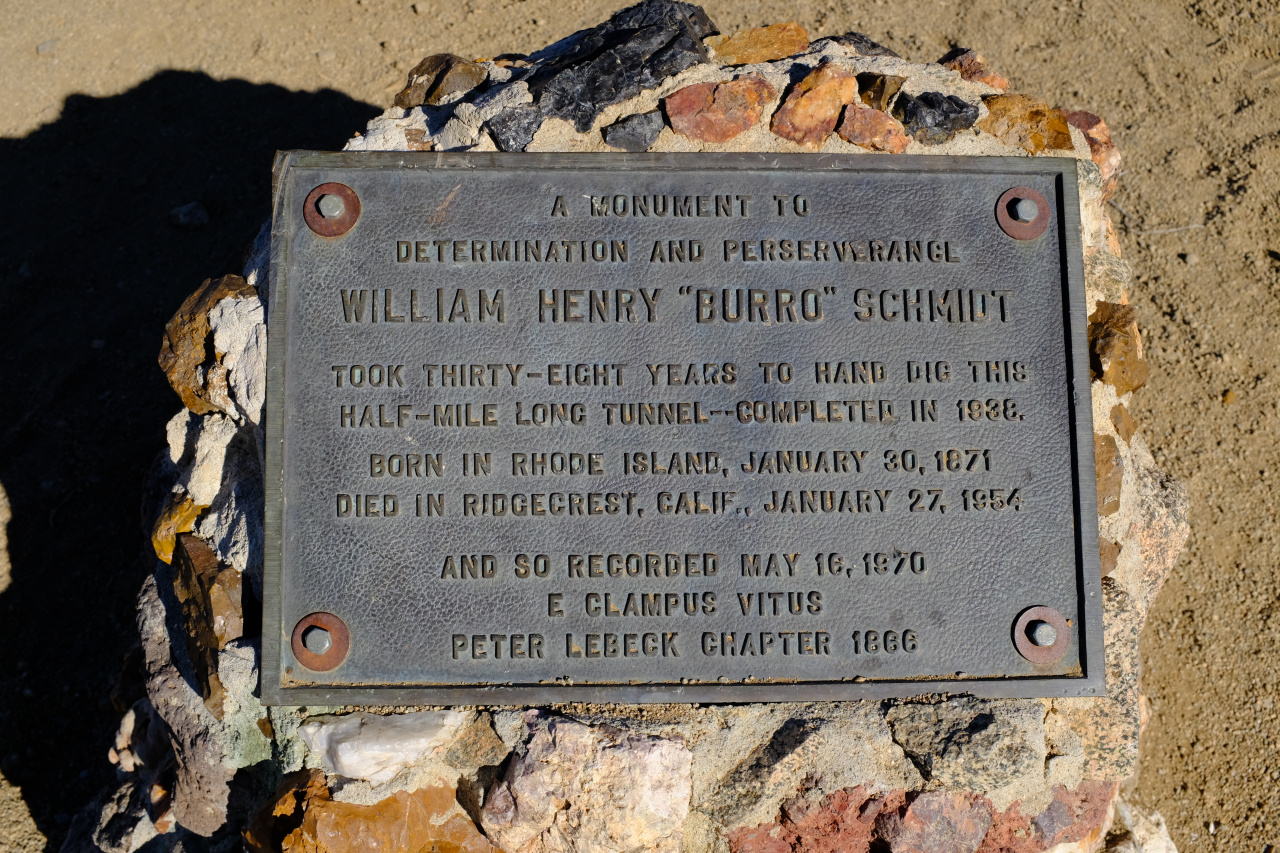 A MONUMENT TO
DETERMINATION AND PERSERVERANCE
WILLIAM HENRY "BURRO" SCHMIDT
TOOK THIRTY-EIGHT YEARS TO HAND DIG THIS
HALF-MILE LONG TUNNEL--COMPLETED IN 1938.
BORN IN RHODE ISLAND, JANUARY 30, 1871
DIED IN RIDGECREST, CALIF., JANUARY 27, 1954
AND SO RECORDED MAY 16, 1970
E CLAMPUS VITUS
PETER LEBECK CHAPTER 1866